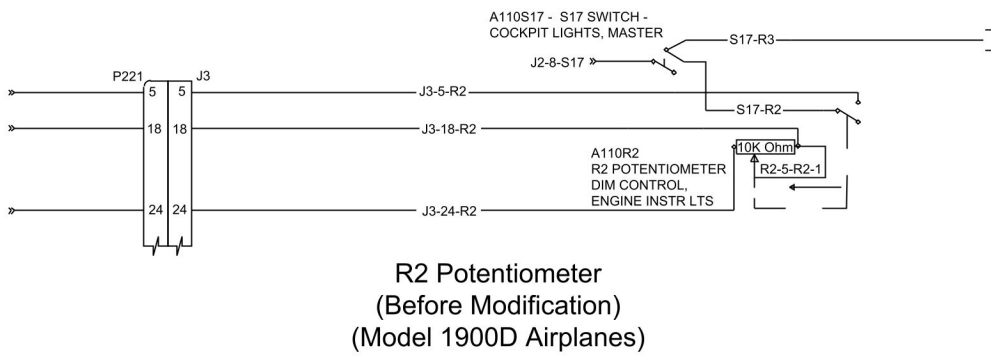 A110S17 - S17 SWITCH -
COCKPIT LIGHTS, MASTER
S17-R3
J2-8-S17
P221
J3
5
5
J3-5-R2
S17-R2
18
18
J3-18-R2
10K Ohm
A110R2
R2 POTENTIOMETER
DIM CONTROL,
ENGINE INSTR LTS
R2-5-R2-1
24
24
J3-24-R2
R2 Potentiometer
(Before Modification)
(Model 1900D Airplanes)